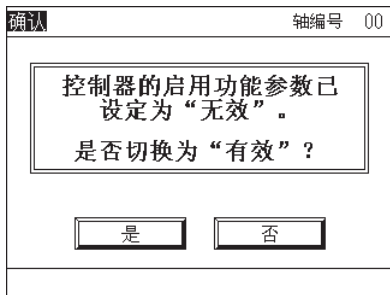 确认 轴编号 00
控制器的启用功能参数已
设定为“无效”。
是否切换为“有效”？
是 否